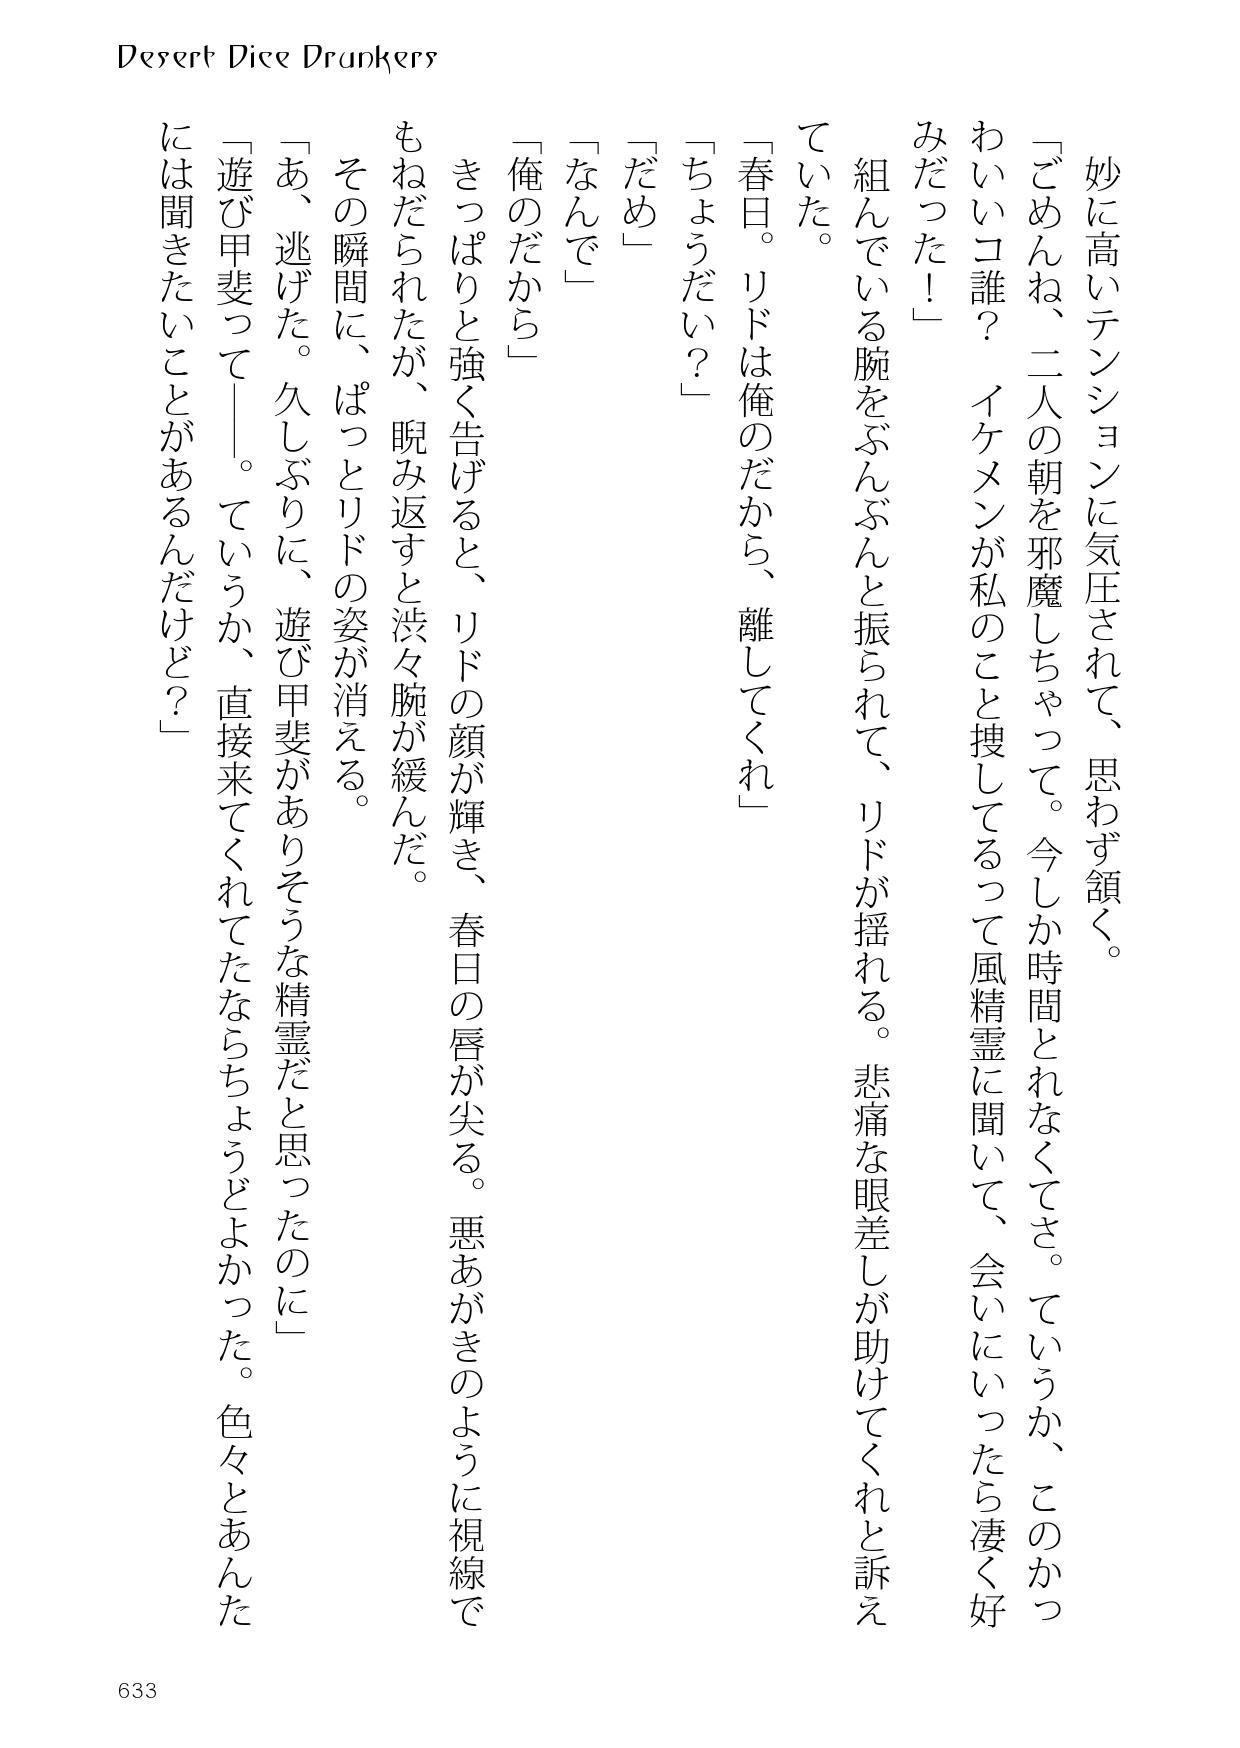 Desert Dice Drunkers
妙に高いテンションに気圧されて、思わず頷く。
「ごめんね、二人の朝を邪魔しちゃって。今しか時間とれなくてさ。ていうか、このかっ
わいいコ誰？　イケメンが私のこと捜してるって風精霊に聞いて、会いにいったら凄く好
みだった！」
組んでいる腕をぶんぶんと振られて、リドが揺れる。悲痛な眼差しが助けてくれと訴え
ていた。
「春日。リドは俺のだから、離してくれ」
「ちょうだい？」
「だめ」
「なんで」
「俺のだから」
きっぱりと強く告げると、リドの顔が輝き、春日の唇が尖る。悪あがきのように視線で
もねだられたが、睨み返すと渋々腕が緩んだ。
その瞬間に、ぱっとリドの姿が消える。
「あ、逃げた。久しぶりに、遊び甲斐がありそうな精霊だと思ったのに」
「遊び甲斐って――。ていうか、直接来てくれてたならちょうどよかった。色々とあんた
には聞きたいことがあるんだけど？」
633